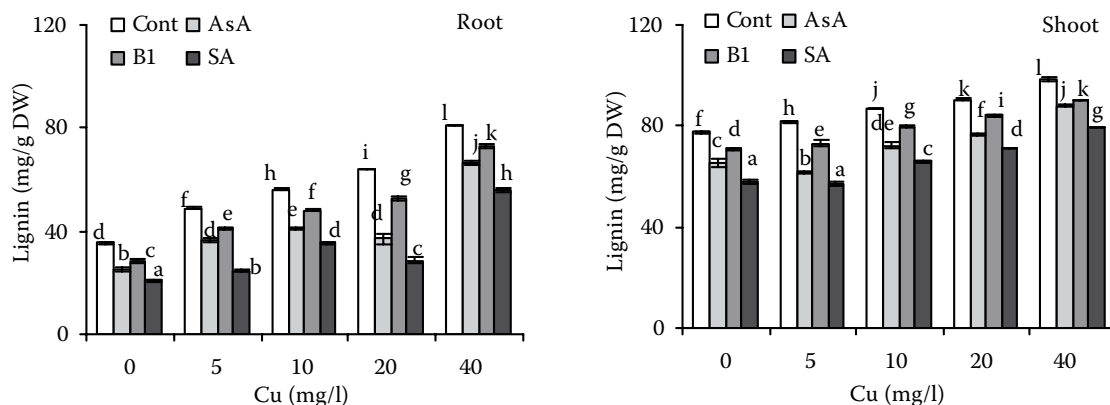 120
Cont
AsA
B1
SA
Root
80
40
0
Lignin (mg/g DW)
d
b
c
a
f
d
e
b
h
e
f
d
i
d
g
c
l
j
k
h
0
5
10
20
40
Cu (mg/l)
120
Cont
AsA
B1
SA
Shoot
80
40
0
Lignin (mg/g DW)
f
c
d
a
h
b
e
a
j
de
g
c
k
f
i
d
l
j
k
g
0
5
10
20
40
Cu (mg/l)